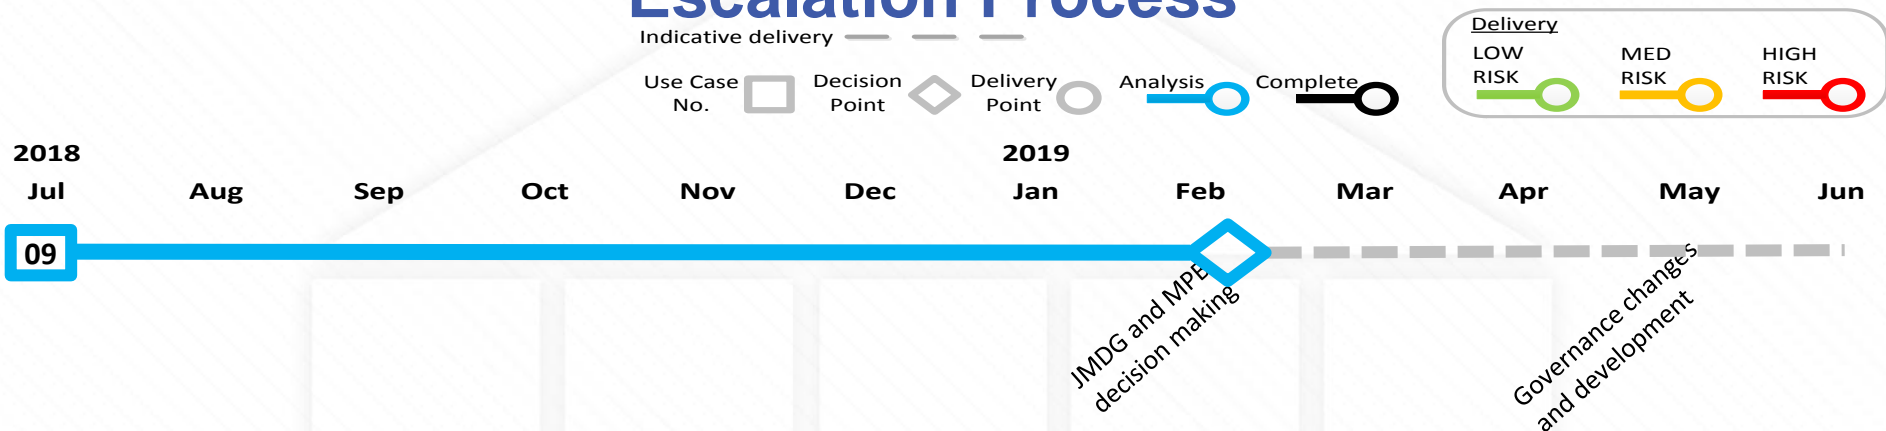 Escalation Process
Indicative delivery
Use Case
No.
Decision
Point
Delivery
Point
Analysis
Complete
Delivery
LOW
RISK
MED
RISK
HIGH
RISK
2018
2019
Jul Aug Sep Oct Nov Dec Jan Feb Mar Apr May Jun
09
JMDG and MPB
decision making
Governance changes
and development